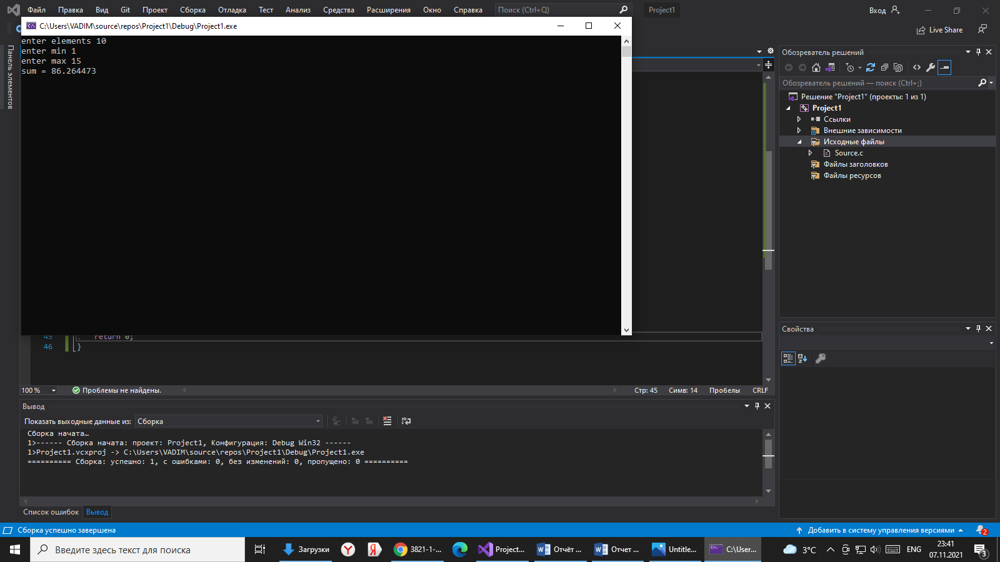 Файл Правка Вид Git Проект Сборка Отладка Тест Анализ Средства Расширения Окно Справка Поиск (Ctrl+Q) Project1 Вход
Live Share
C:\Users\VADIM\source\repos\Project1\Debug\Project1.exe
enter elements 10
enter min 1
enter max 15
sum = 86.264473
Панель элементов
45 return 0;
46 }
100 % Проблемы не найдены. Стр: 45 Симв: 14 Пробелы CRLF
Вывод
Показать выходные данные из: Сборка
Сборка начата…
1>------ Сборка начата: проект: Project1, Конфигурация: Debug Win32 ------
1>Project1.vcxproj -> C:\Users\VADIM\source\repos\Project1\Debug\Project1.exe
========== Сборка: успешно: 1, с ошибками: 0, без изменений: 0, пропущено: 0 ==========
Список ошибок Вывод
Обозреватель решений
Обозреватель решений — поиск (Ctrl+;)
Решение "Project1" (проекты: 1 из 1)
Project1
Ссылки
Внешние зависимости
Исходные файлы
Source.c
Файлы заголовков
Файлы ресурсов
Свойства
Сборка успешно завершена Добавить в систему управления версиями 2
Введите здесь текст для поиска Загрузки 3821-1-... Project... Отчёт ... Отчет ... Untitle... C:\User... 3°C ENG 23:41
07.11.2021 3